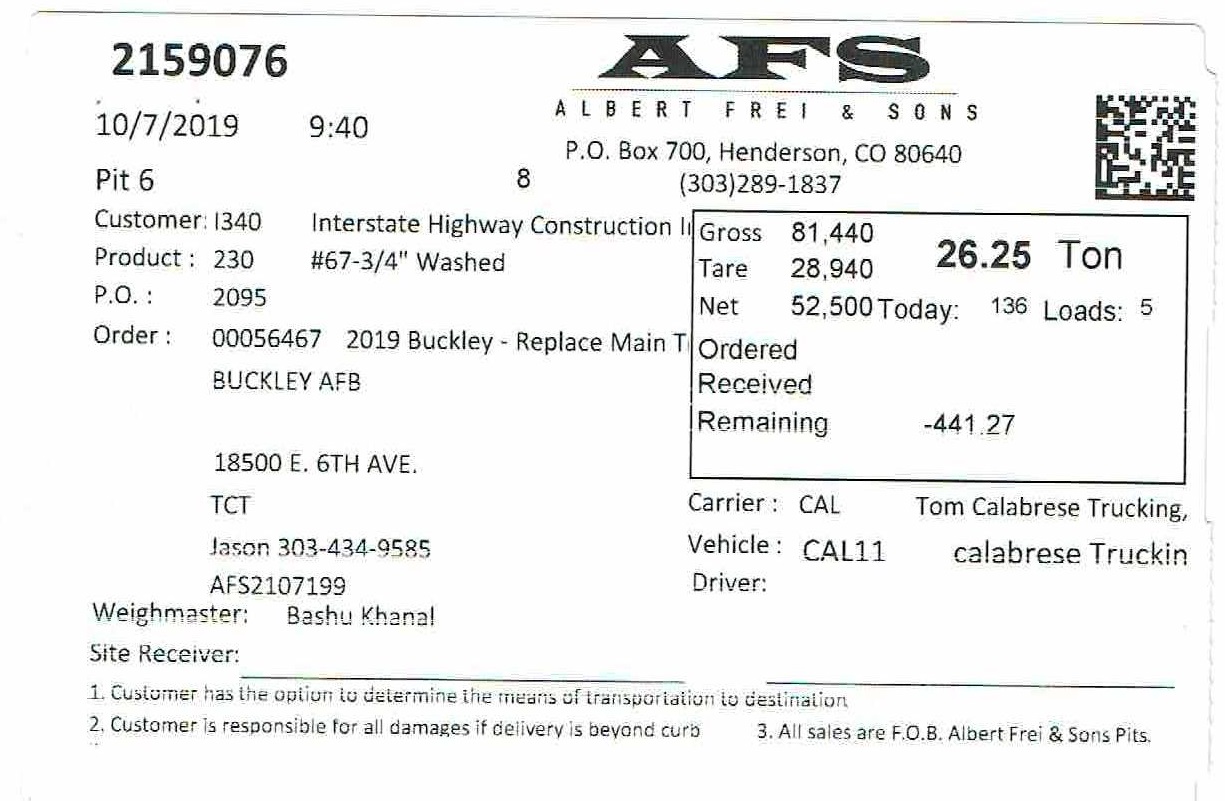 2159076
AFS
ALBERT FREI & SONS
10/7/2019 9:40
P.O. Box 700, Henderson, CO 80640
Pit 6 8 (303)289-1837
Customer: I340 Interstate Highway Construction I
Product : 230 #67-3/4" Washed
P.O. : 2095
Order : 00056467 2019 Buckley - Replace Main T
BUCKLEY AFB
18500 E. 6TH AVE.
TCT
Jason 303-434-9585
AFS2107199
Gross 81,440 26.25 Ton
Tare 28,940
Net 52,500 Today: 136 Loads: 5
Ordered
Received
Remaining -441.27
Carrier : CAL Tom Calabrese Trucking,
Vehicle : CAL11 calabrese Truckin
Driver:
Weighmaster: Bashu Khanal
Site Receiver:
1. Customer has the option to determine the means of transportation to destination
2. Customer is responsible for all damages if delivery is beyond curb 3. All sales are F.O.B. Albert Frei & Sons Pits.